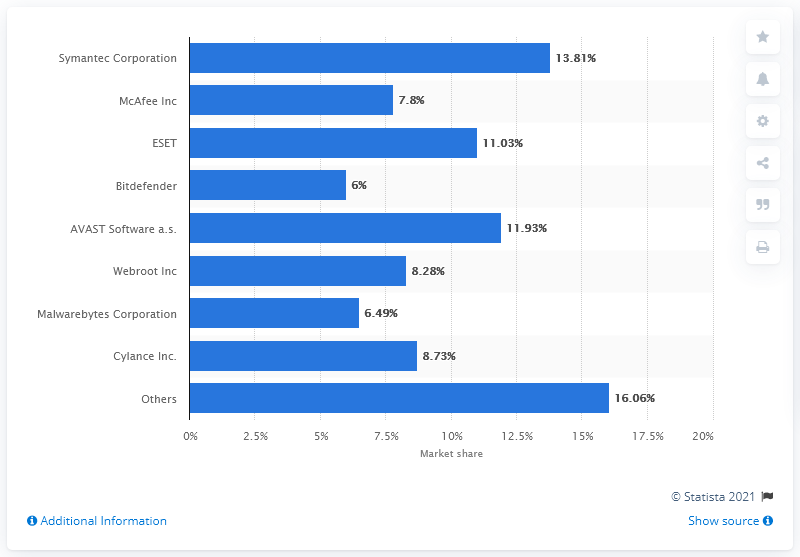 Symantec Corporation 13.81%
McAfee Inc 7.8%
ESET 11.03%
Bitdefender 6%
AVAST Software a.s. 11.93%
Webroot Inc 8.28%
Malwarebytes Corporation 6.49%
Cylance Inc. 8.73%
Others 16.06%
0% 2.5% 5% 7.5% 10% 12.5% 15% 17.5% 20%
Market share
© Statista 2021
Additional Information Show source